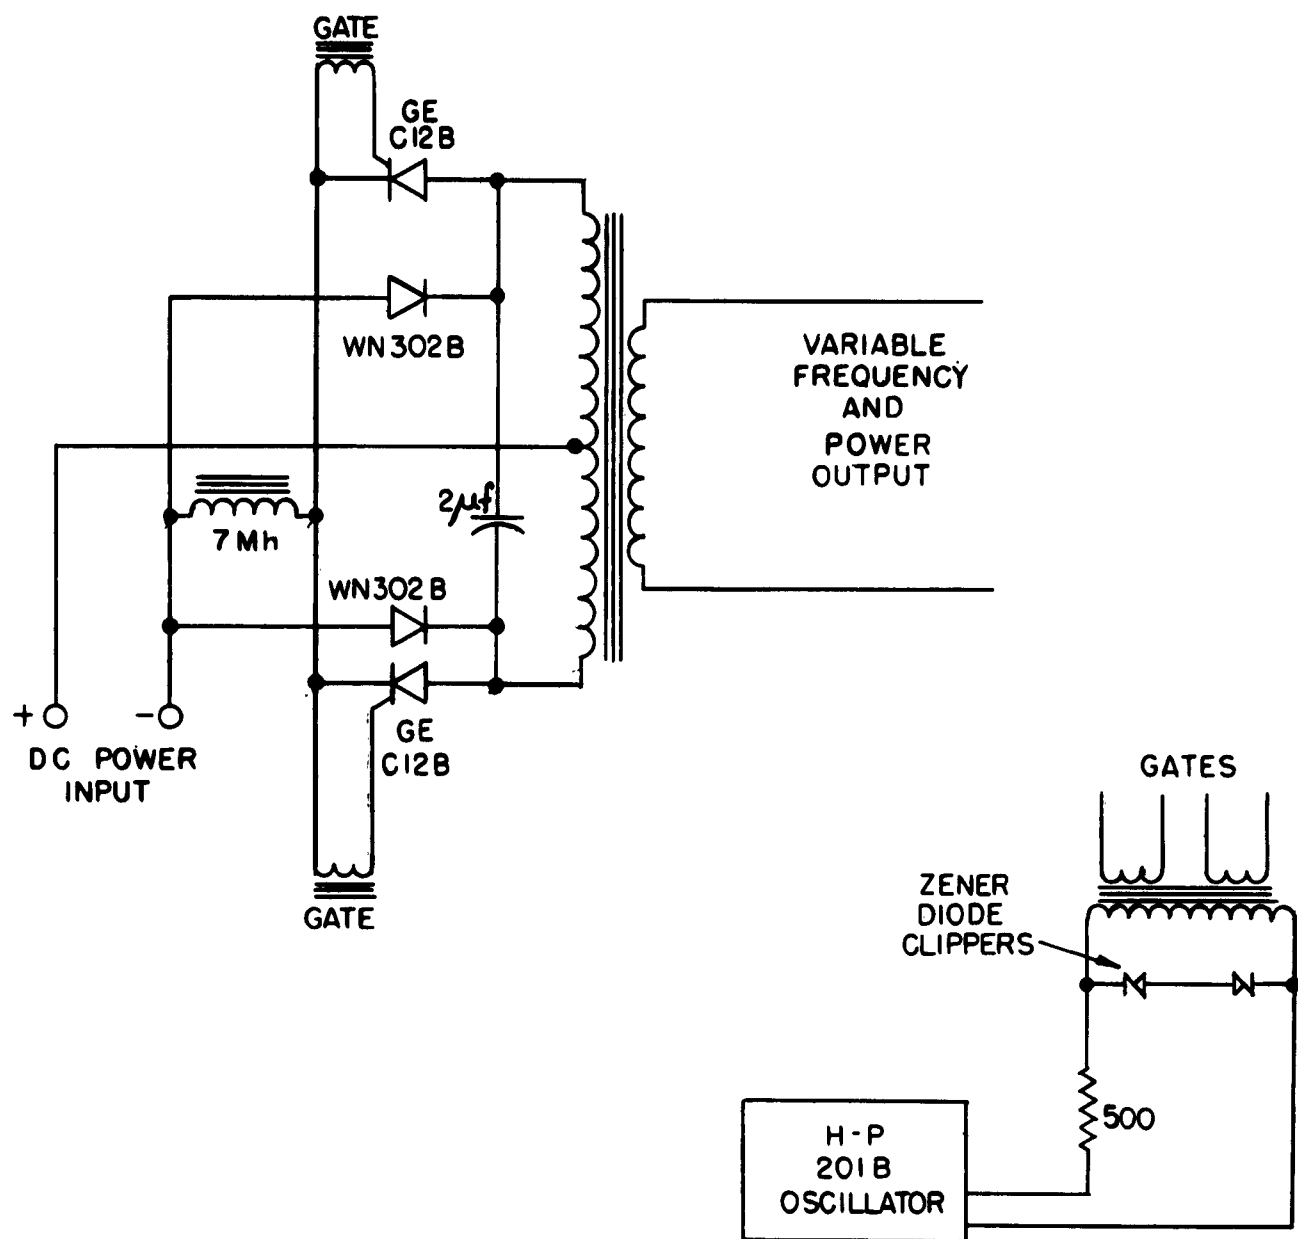 GATE
GE
C12B
WN302B
VARIABLE
FREQUENCY
AND
POWER
OUTPUT
2μf
7Mh
WN302B
+
-
GE
C12B
DC POWER
INPUT
GATE
GATES
ZENER
DIODE
CLIPPERS
500
H-P
201B
OSCILLATOR